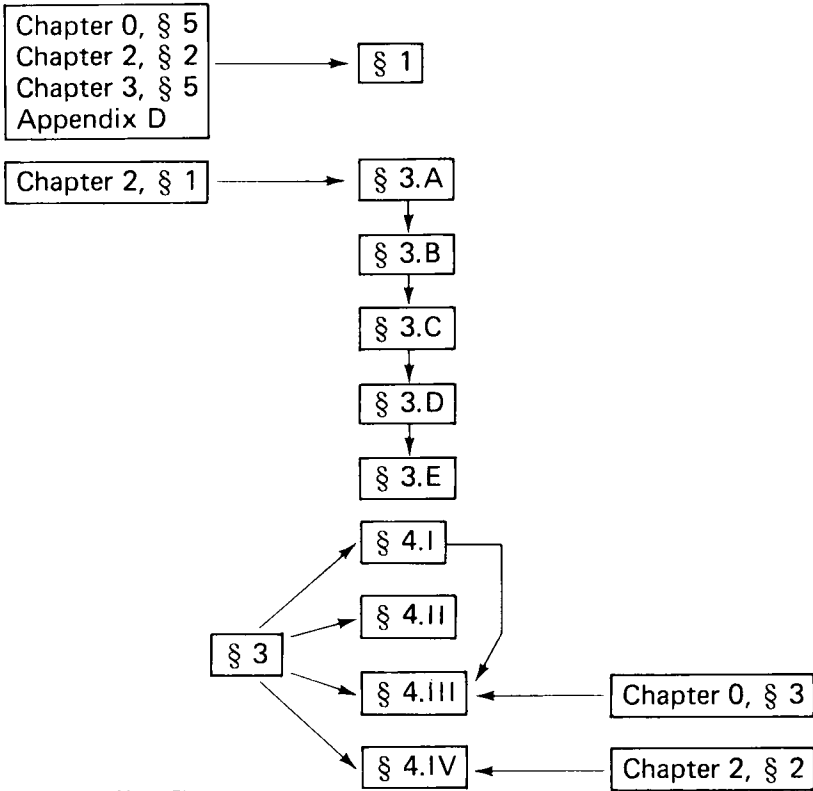 Chapter 0, § 5
Chapter 2, § 2
Chapter 3, § 5
Appendix D
§ 1
Chapter 2, § 1
§ 3.A
§ 3.B
§ 3.C
§ 3.D
§ 3.E
§ 4.I
§ 4.II
§ 3
§ 4.III
Chapter 0, § 3
§ 4.IV
Chapter 2, § 2